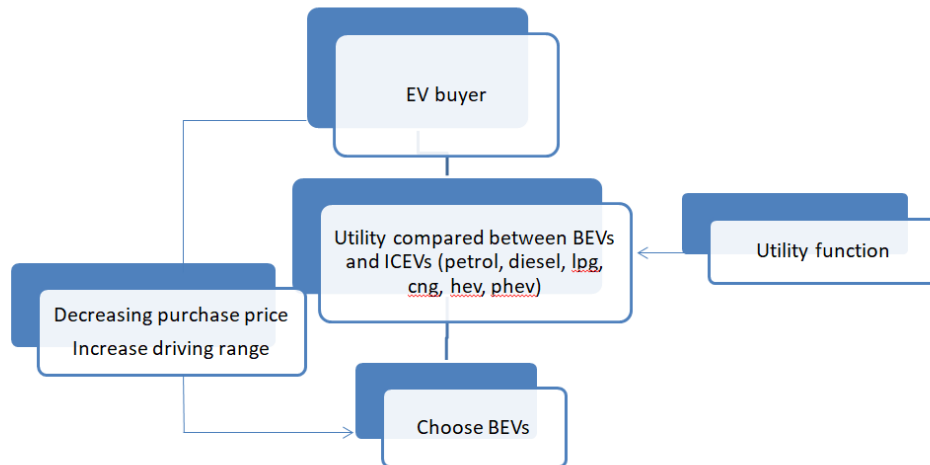 EV buyer
Utility compared between BEVs
and ICEVs (petrol, diesel, lpg,
cng, hev, phev)
Utility function
Decreasing purchase price
Increase driving range
Choose BEVs